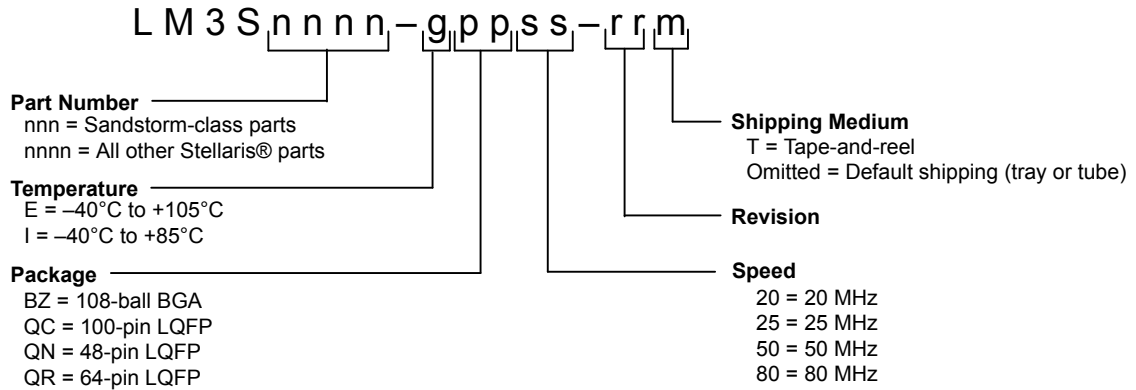 LM3Snnnn–gppss–rrm
Part Number
nnn = Sandstorm-class parts
nnnn = All other Stellaris® parts
Temperature
E = –40°C to +105°C
I = –40°C to +85°C
Package
BZ = 108-ball BGA
QC = 100-pin LQFP
QN = 48-pin LQFP
QR = 64-pin LQFP
Shipping Medium
T = Tape-and-reel
Omitted = Default shipping (tray or tube)
Revision
Speed
20 = 20 MHz
25 = 25 MHz
50 = 50 MHz
80 = 80 MHz